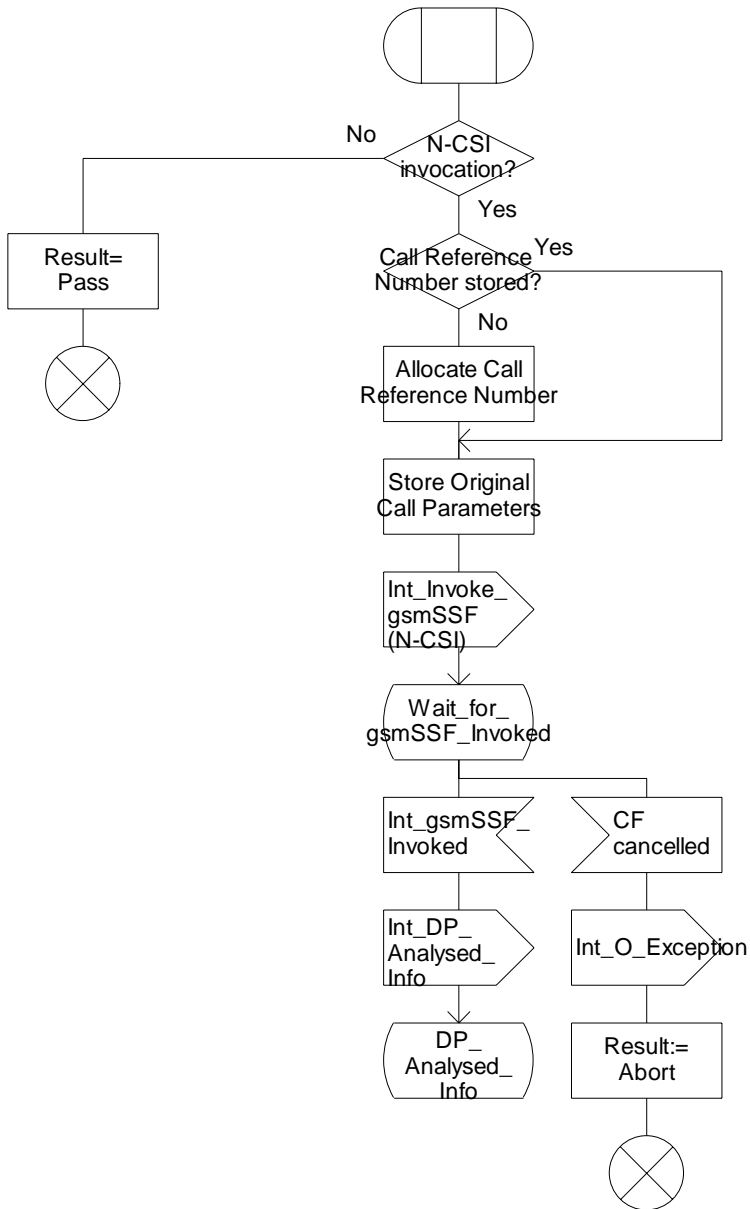 No
N-CSI
invocation?
Yes
Result=
Pass
Call Reference
Number stored?
Yes
No
Allocate Call
Reference Number
Store Original
Call Parameters
Int_Invoke_
gsmSSF
(N-CSI)
Wait_for_
gsmSSF_Invoked
Int_gsmSSF_
Invoked
CF
cancelled
Int_DP_
Analysed_
Info
Int_O_Exception
DP_
Analysed_
Info
Result:=
Abort